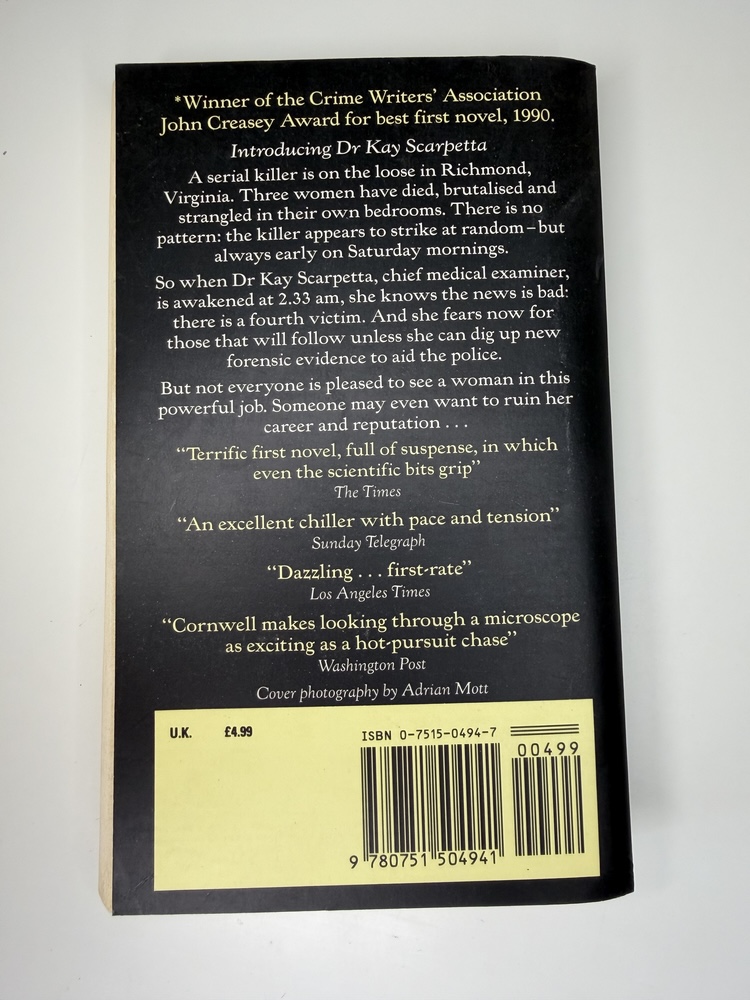 *Winner of the Crime Writers' Association
John Creasey Award for best first novel, 1990.
Introducing Dr Kay Scarpetta
A serial killer is on the loose in Richmond,
Virginia. Three women have died, brutalised and
strangled in their own bedrooms. There is no
pattern: the killer appears to strike at random–but
always early on Saturday mornings.
So when Dr Kay Scarpetta, chief medical examiner,
is awakened at 2.33 am, she knows the news is bad:
there is a fourth victim. And she fears now for
those that will follow unless she can dig up new
forensic evidence to aid the police.
But not everyone is pleased to see a woman in this
powerful job. Someone may even want to ruin her
career and reputation . . .
“Terrific first novel, full of suspense, in which
even the scientific bits grip”
The Times
“An excellent chiller with pace and tension”
Sunday Telegraph
“Dazzling . . . first-rate”
Los Angeles Times
“Cornwell makes looking through a microscope
as exciting as a hot-pursuit chase”
Washington Post
Cover photography by Adrian Mott
U.K. £4.99
ISBN 0-7515-0494-7
00499
9 780751 504941